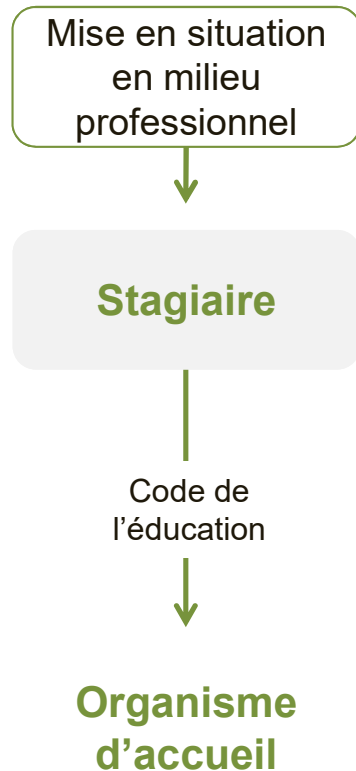 Mise en situation
en milieu
professionnel
Stagiaire
Code de
l’éducation
Organisme
d’accueil